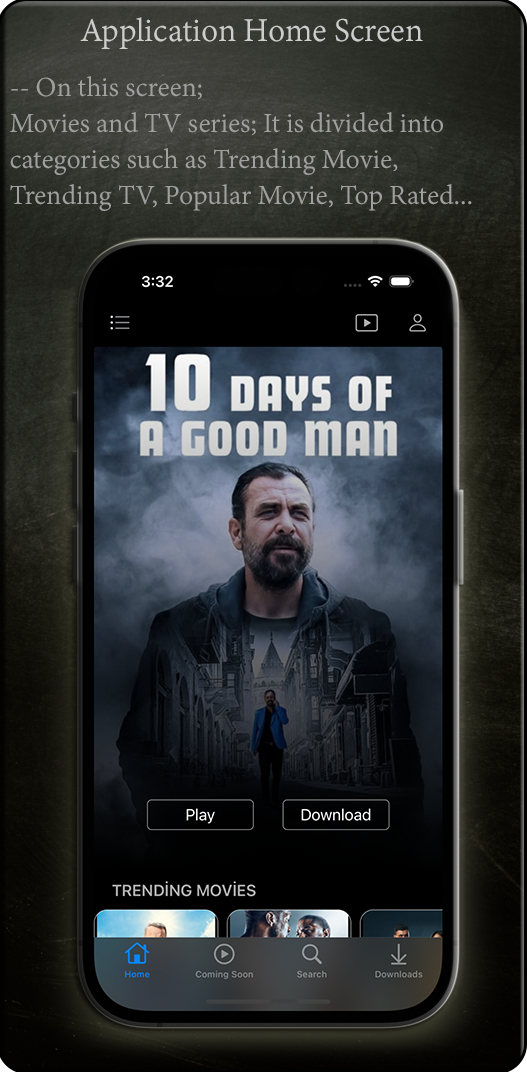 Application Home Screen
-- On this screen;
Movies and TV series; It is divided into
categories such as Trending Movie,
Trending TV, Popular Movie, Top Rated...
3:32
10 DAYS OF
A GOOD MAN
Play
Download
TRENDİNG MOVİES
Home
Coming Soon
Search
Downloads